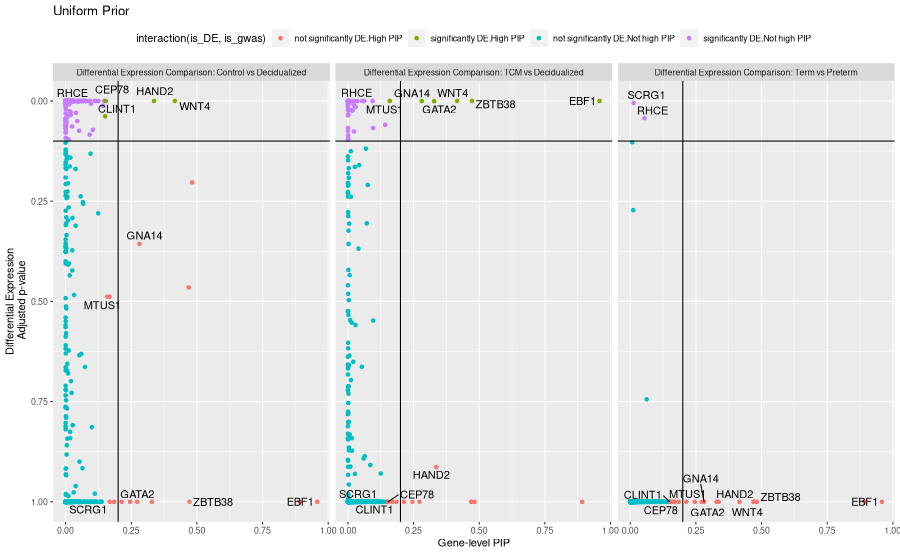 Uniform Prior
interaction(is_DE, is_gwas) not significantly DE.High PIP significantly DE.High PIP not significantly DE.Not high PIP significantly DE.Not high PIP
Differential Expression Comparison: Control vs Decidualized
Differential Expression Comparison: TCM vs Decidualized
Differential Expression Comparison: Term vs Preterm
Differential Expression
Adjusted p-value
0.00
0.25
0.50
0.75
1.00
RHCE CEP78 HAND2
CLINT1 WNT4
GNA14
MTUS1
GATA2
SCRG1 ZBTB38 EBF1
0.00 0.25 0.50 0.75 1.00
RHCE GNA14 WNT4
MTUS1 GATA2 ZBTB38 EBF1
HAND2
SCRG1 CEP78
CLINT1
0.00 0.25 0.50 0.75 1.00
SCRG1
RHCE
GNA14
CLINT1 MTUS1 HAND2 ZBTB38 EBF1
CEP78 GATA2 WNT4
0.00 0.25 0.50 0.75 1.00
Gene-level PIP